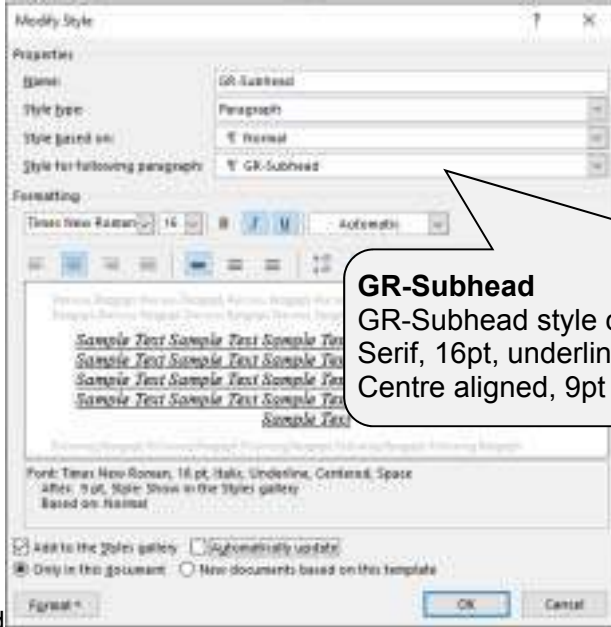 Modify Style ? ×
Properties
Name: GR-Subhead
Style type: Paragraph
Style based on: ¶ Normal
Style for following paragraph: ¶ GR-Subhead
Formatting
Times New Roman 16 B I U Automatic
Sample Text Sample Text Sample Tex
Sample Text Sample Text Sample Te
Sample Text Sample Text Sample Te
Sample Text Sample Text Sample Te
Sample Text
Font: Times New Roman, 16 pt, Italic, Underline, Centered, Space
After: 9 pt, Style: Show in the Styles gallery
Based on: Normal
Add to the Styles gallery Automatically update
Only in this document New documents based on this template
Format OK Cancel
GR-Subhead
GR-Subhead style
Serif, 16pt,
Centre aligned, 9pt